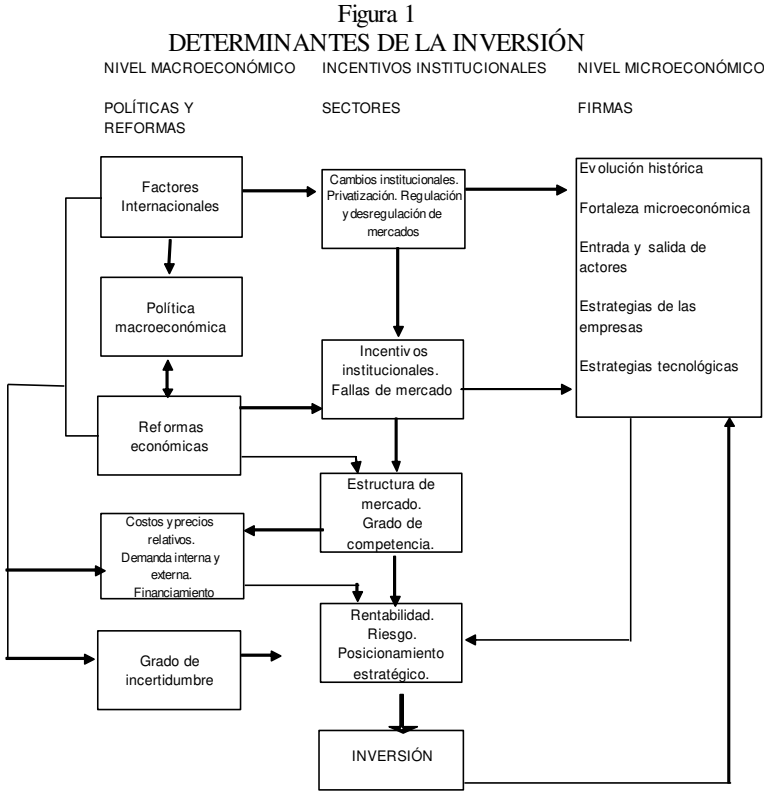 Figura 1
DETERMINANTES DE LA INVERSIÓN
NIVEL MACROECONÓMICO
INCENTIVOS INSTITUCIONALES
NIVEL MICROECONÓMICO
POLÍTICAS Y
REFORMAS
SECTORES
FIRMAS
Factores
Internacionales
Cambios institucionales.
Privatización. Regulación
y desregulación de
mercados
Evolución histórica
Fortaleza microeconómica
Entrada y salida de
actores
Estrategias de las
empresas
Estrategias tecnológicas
Política
macroeconómica
Incentivos
institucionales.
Fallas de mercado
Reformas
económicas
Estructura de
mercado.
Grado de
competencia.
Costos y precios
relativos.
Demanda interna y
externa.
Financiamiento
Rentabilidad.
Riesgo.
Posicionamiento
estratégico.
Grado de
incertidumbre
INVERSIÓN